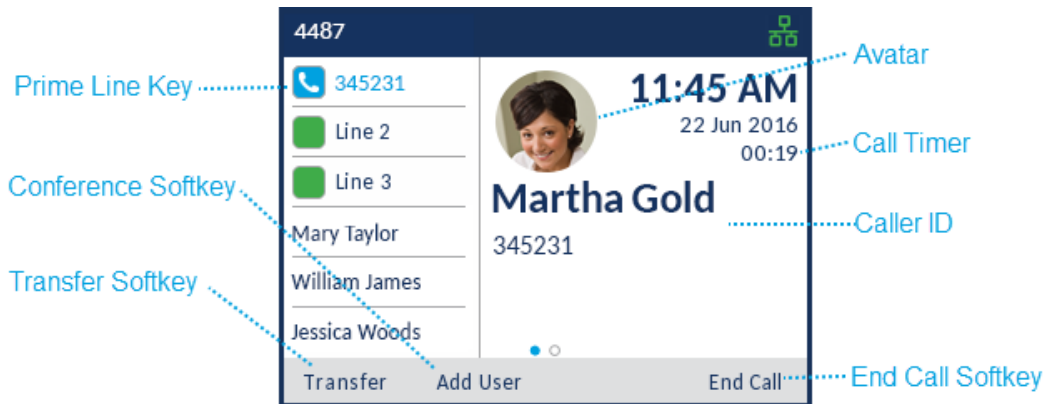 4487
Prime Line Key
345231
Line 2
Line 3
Conference Softkey
Mary Taylor
Transfer Softkey
William James
Jessica Woods
Avatar
11:45 AM
22 Jun 2016
00:19
Call Timer
Martha Gold
Caller ID
345231
Transfer
Add User
End Call
End Call Softkey